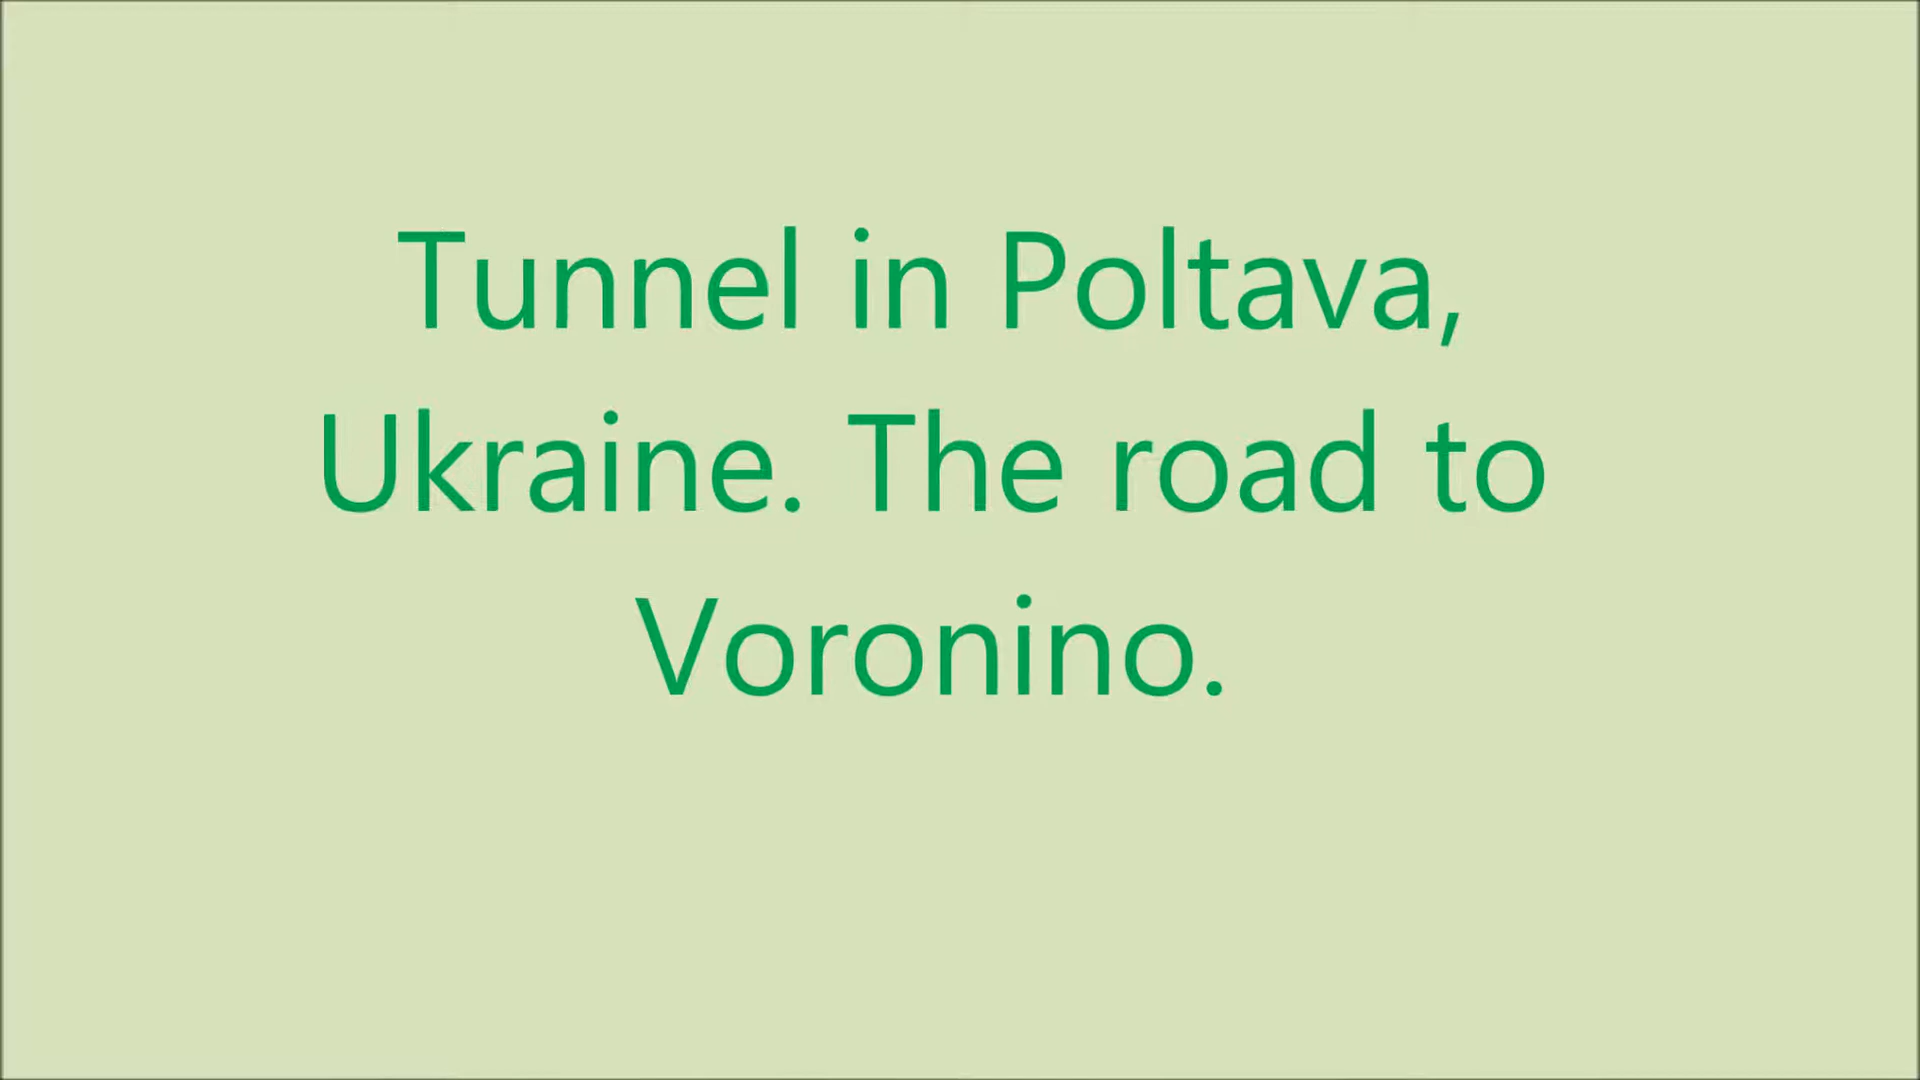 Tunnel in Poltava,
Ukraine. The road to
Voronino.